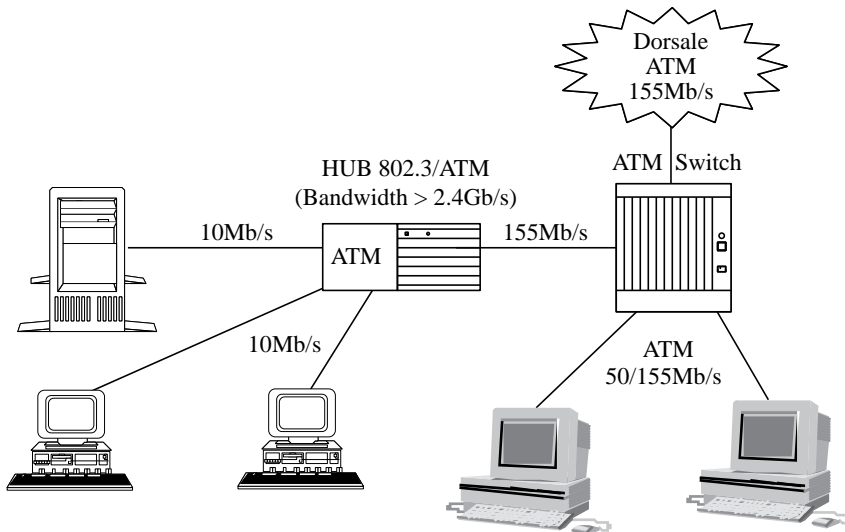 Dorsale
ATM
155Mb/s
ATM Switch
HUB 802.3/ATM
(Bandwidth > 2.4Gb/s)
10Mb/s
ATM
155Mb/s
10Mb/s
ATM
50/155Mb/s